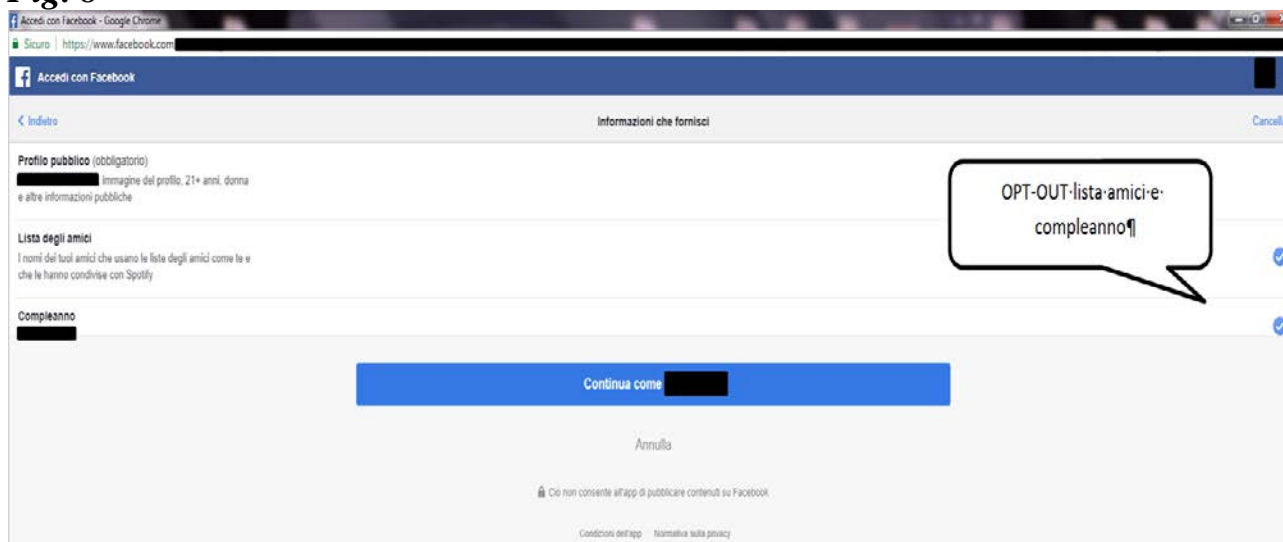 Accedi con Facebook - Google Chrome
Sicuro | https://www.facebook.com
Accedi con Facebook
Indietro
Informazioni che fornisci
Cancella
Profilo pubblico (obbligatorio)
Immagine del profilo, 21+ anni, donna
e altre informazioni pubbliche
OPT-OUT·lista·amici·e·
compleanno¶
Lista degli amici
I nomi dei tuoi amici che usano le liste degli amici come te e
che le hanno condivise con Spotify
Compleanno
Continua come
Annulla
Ciò non consente all'app di pubblicare contenuti su Facebook
Condizioni dell'app Normativa sulla privacy